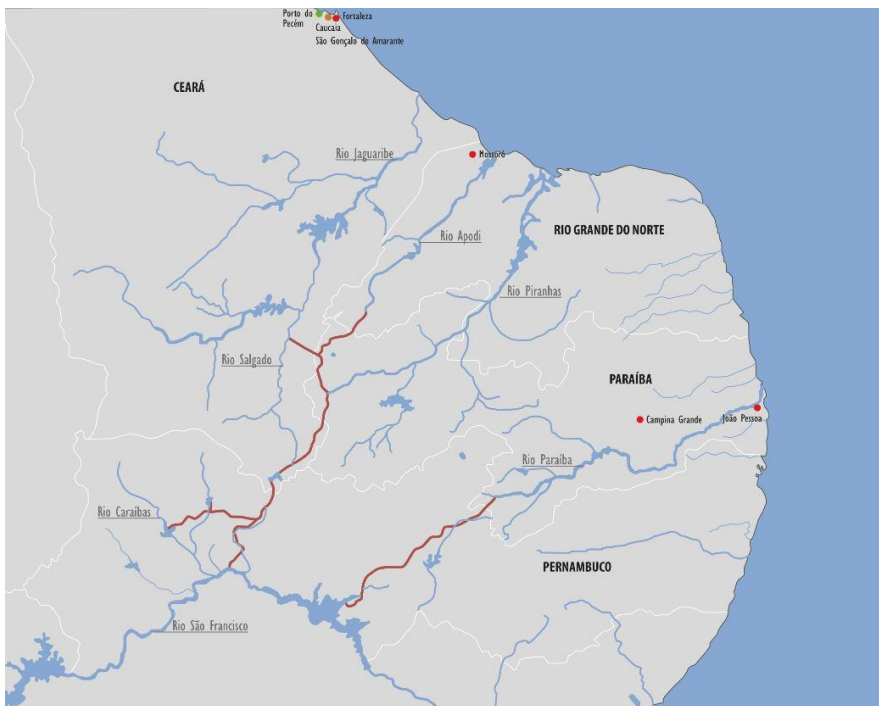 Porto do
Pecém
Fortaleza
Caucaia
São Gonçalo do Amarante
CEARÁ
Rio Jaguaribe
Mossoró
Rio Apodi
RIO GRANDE DO NORTE
Rio Piranhas
Rio Salgado
PARAÍBA
Campina Grande
João Pessoa
Rio Paraíba
Rio Caraíbas
PERNAMBUCO
Rio São Francisco